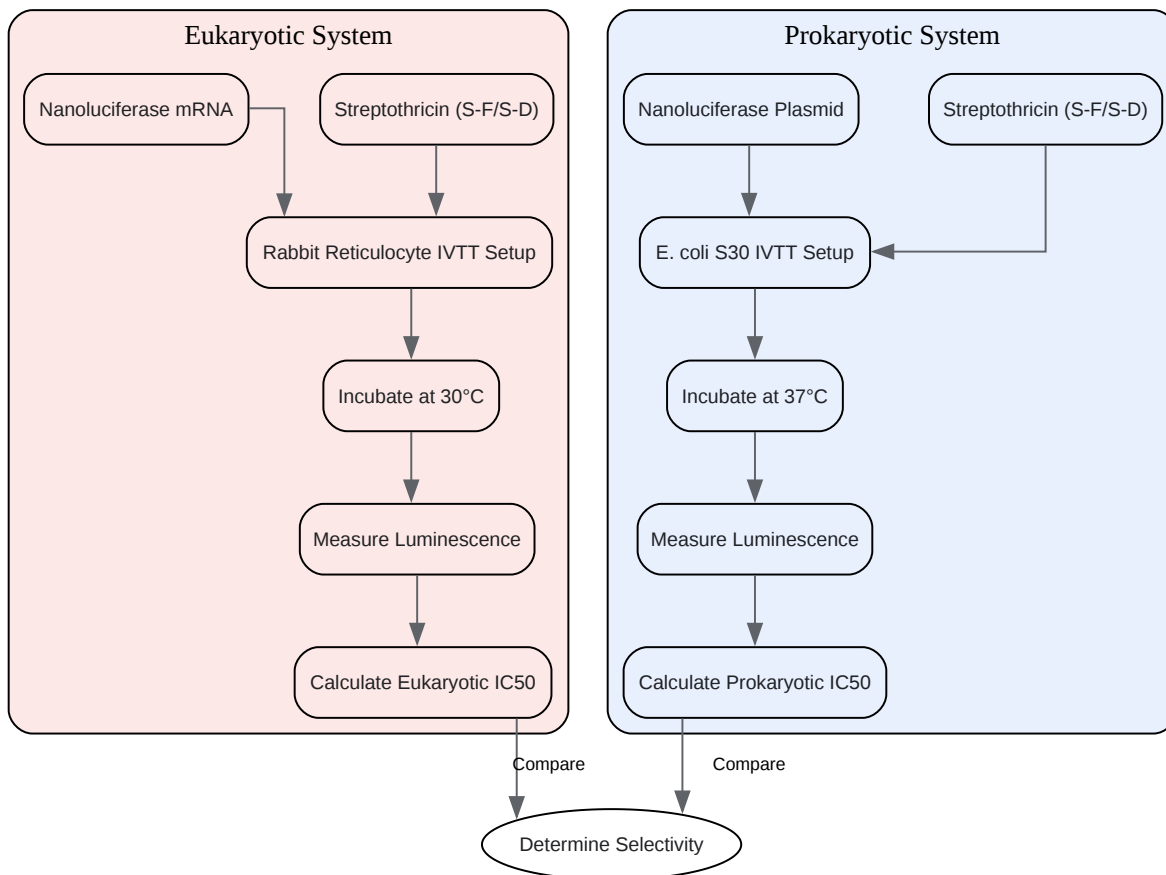 Eukaryotic System
Nanoluciferase mRNA
Streptothricin (S-F/S-D)
Rabbit Reticulocyte IVTT Setup
Incubate at 30°C
Measure Luminescence
Calculate Eukaryotic IC50
Prokaryotic System
Nanoluciferase Plasmid
Streptothricin (S-F/S-D)
E. coli S30 IVTT Setup
Incubate at 37°C
Measure Luminescence
Calculate Prokaryotic IC50
Compare
Compare
Determine Selectivity